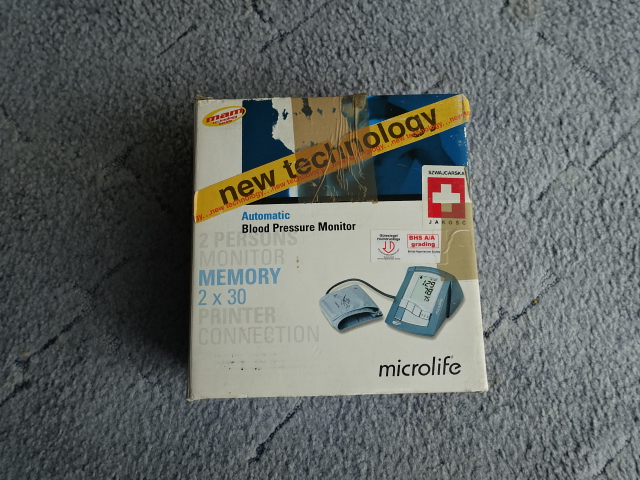 mam
new technology
Automatic
Blood Pressure Monitor
2 PERSONS
MONITOR
MEMORY
2 x 30
PRINTER
CONNECTION
SZWAJCARSKA
JAKOŚĆ
BHS A/A
grading
microlife